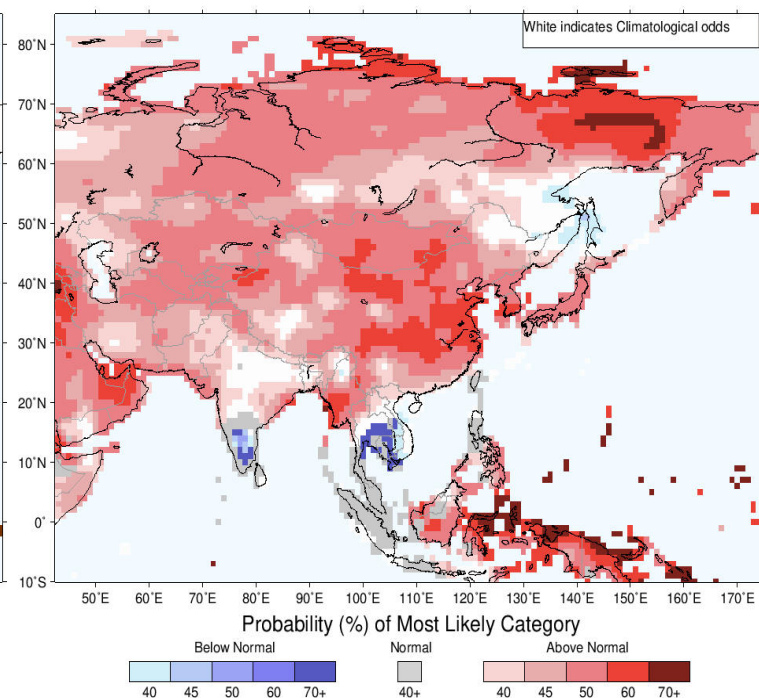 White indicates Climatological odds
80°N
70°N
60°N
50°N
40°N
30°N
20°N
10°N
0°
10°S
50°E 60°E 70°E 80°E 90°E 100°E 110°E 120°E 130°E 140°E 150°E 160°E 170°E
Probability (%) of Most Likely Category
Below Normal Normal Above Normal
40 45 50 60 70+ 40+ 40 45 50 60 70+